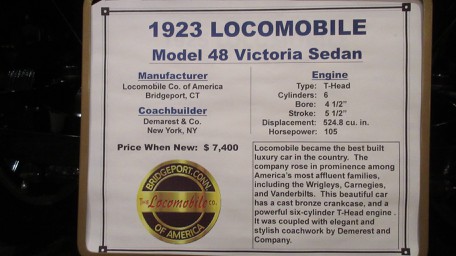 1923 LOCOMOBILE
Model 48 Victoria Sedan
Manufacturer
Locomobile Co. of America
Bridgeport, CT
Coachbuilder
Demarest & Co.
New York, NY
Price When New: $ 7,400
Engine
Type: T-Head
Cylinders: 6
Bore: 4 1/2"
Stroke: 5 1/2"
Displacement: 524.8 cu. in.
Horsepower: 105
BRIDGEPORT, CONN
The Locomobile Co.
OF AMERICA
Locomobile became the best built
luxury car in the country. The
company rose in prominence among
America's most affluent families,
including the Wrigleys, Carnegies,
and Vanderbilts. This beautiful car
has a cast bronze crankcase, and a
powerful six-cylinder T-Head engine .
It was coupled with elegant and
stylish coachwork by Demerest and
Company.